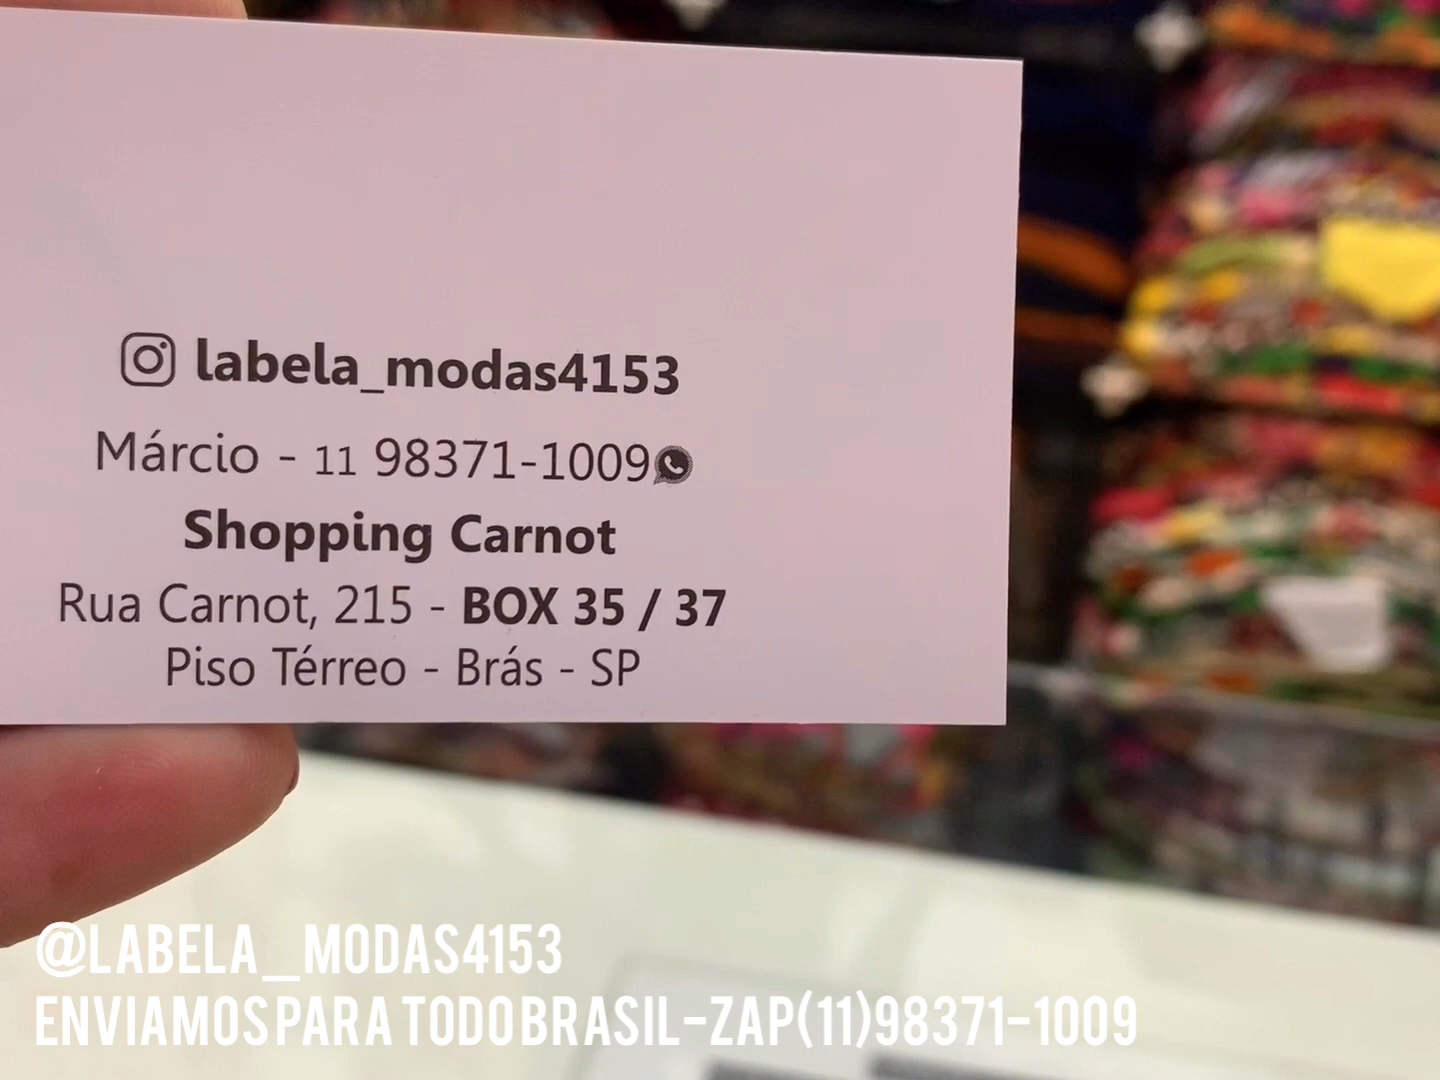 labela_modas4153
Márcio - 11 98371-1009
Shopping Carnot
Rua Carnot, 215 - BOX 35 / 37
Piso Térreo - Brás - SP
@LABELA_MODAS4153
ENVIAMOS PARA TODO BRASIL-ZAP(11)98371-1009